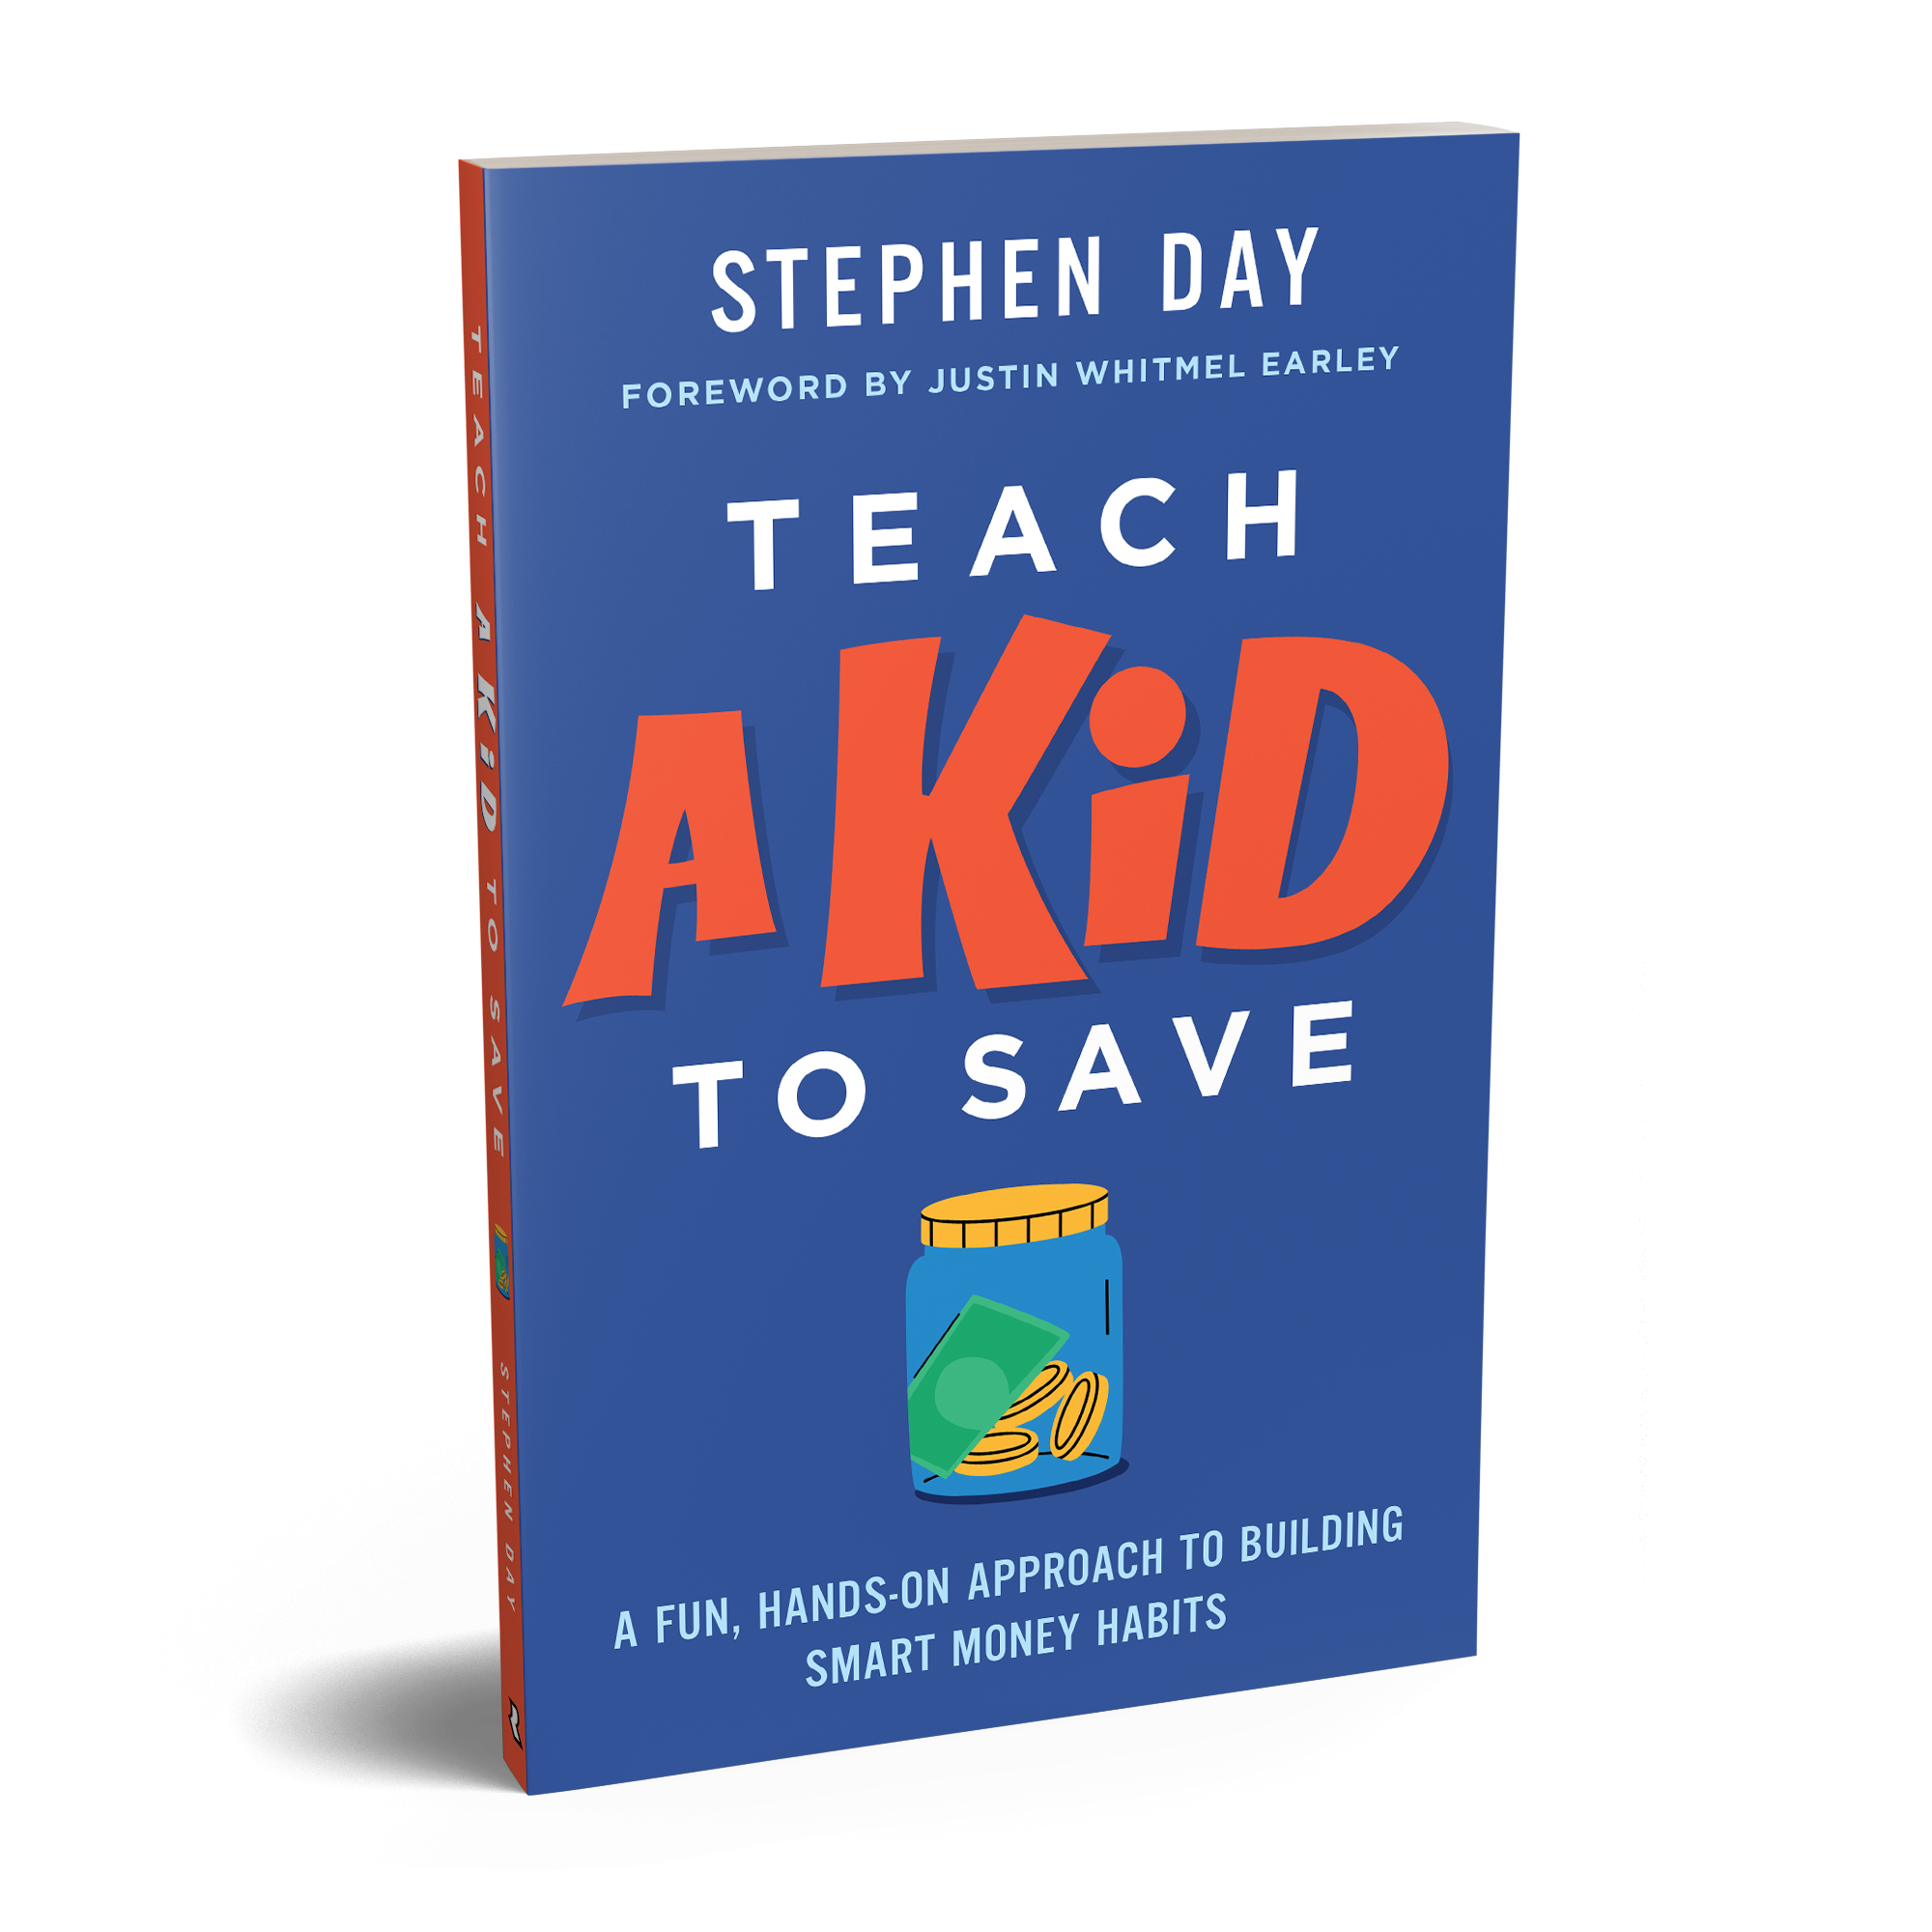 STEPHEN DAY
FOREWORD BY JUSTIN WHITMEL EARLEY
TEACH
A KiD
TO SAVE
A FUN, HANDS-ON APPROACH TO BUILDING
SMART MONEY HABITS
TEACH A KiD TO SAVE STEPHEN DAY